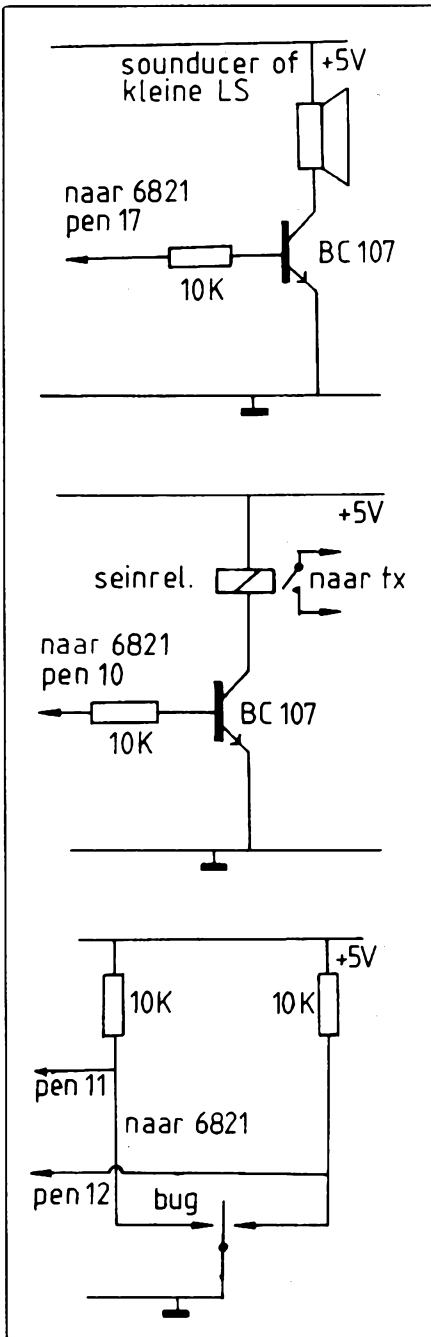 sounducer of
kleine LS
+5V
naar 6821
pen 17
BC 107
10K
+5V
seinrel.
naar tx
naar 6821
pen 10
BC 107
10K
+5V
10K
10K
pen 11
naar 6821
pen 12
bug